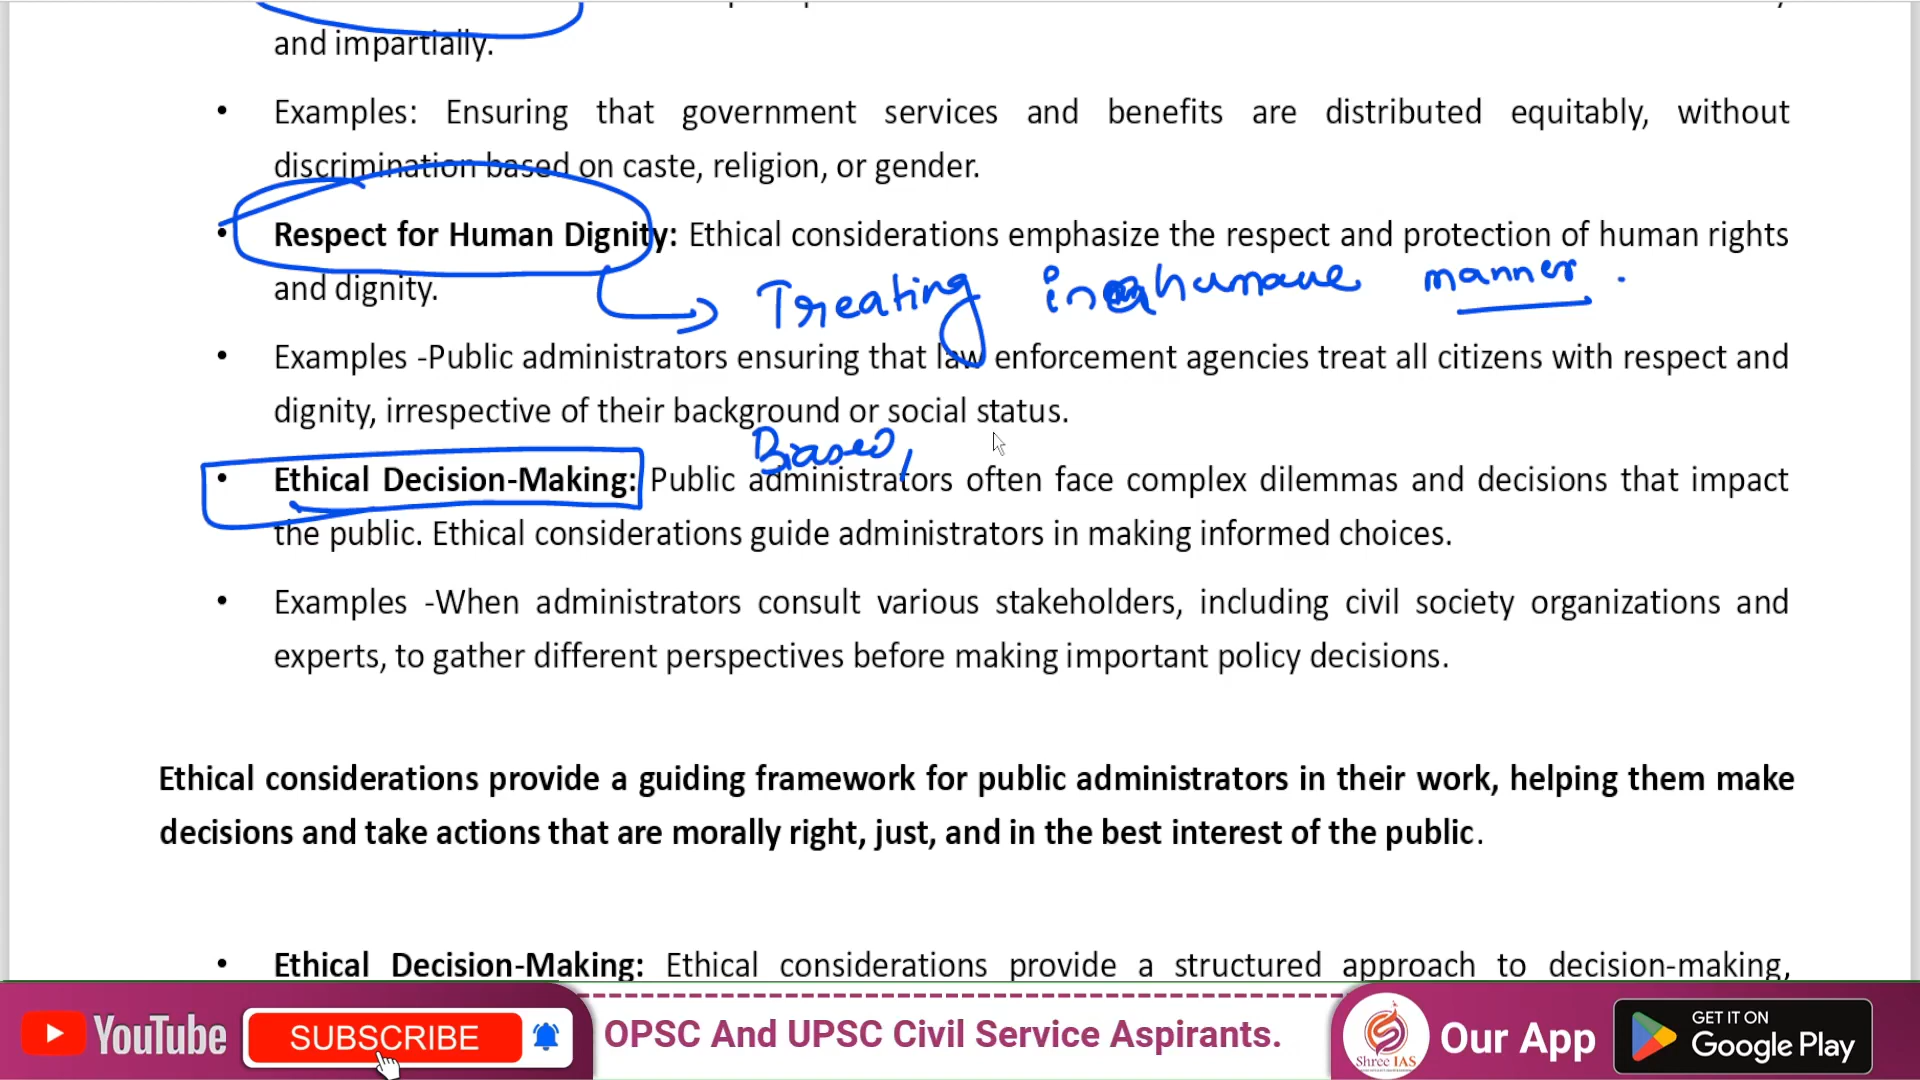 and impartially.
• Examples: Ensuring that government services and benefits are distributed equitably, without
discrimination based on caste, religion, or gender.
• Respect for Human Dignity: Ethical considerations emphasize the respect and protection of human rights
and dignity.
Treating in humane manner.
• Examples -Public administrators ensuring that law enforcement agencies treat all citizens with respect and
dignity, irrespective of their background or social status.
Biased,
• Ethical Decision-Making: Public administrators often face complex dilemmas and decisions that impact
the public. Ethical considerations guide administrators in making informed choices.
• Examples -When administrators consult various stakeholders, including civil society organizations and
experts, to gather different perspectives before making important policy decisions.
Ethical considerations provide a guiding framework for public administrators in their work, helping them make
decisions and take actions that are morally right, just, and in the best interest of the public.
• Ethical Decision-Making: Ethical considerations provide a structured approach to decision-making,
YouTube SUBSCRIBE OPSC And UPSC Civil Service Aspirants. Shree IAS Our App GET IT ON Google Play